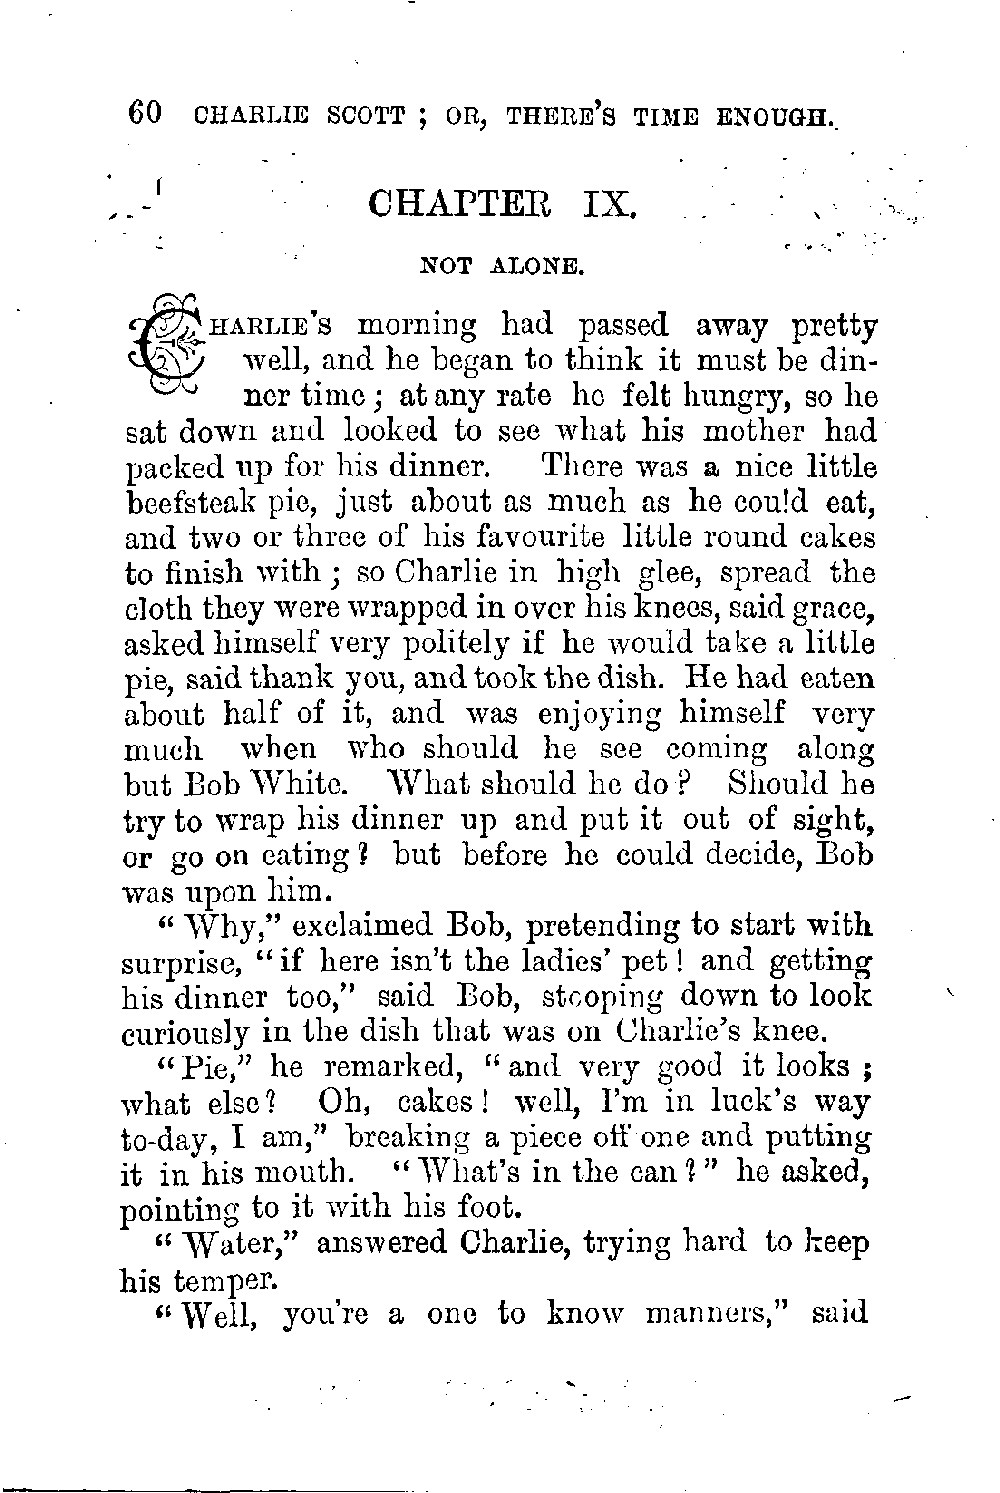 60 CHARLIE SCOTT ; OR, THERE'S TIME ENOUGH.
CHAPTER IX.
NOT ALONE.
CHARLIE'S morning had passed away pretty
well, and he began to think it must be din-
ner time ; at any rate he felt hungry, so he
sat down and looked to see what his mother had
packed up for his dinner. There was a nice little
beefsteak pie, just about as much as he could eat,
and two or three of his favourite little round cakes
to finish with ; so Charlie in high glee, spread the
cloth they were wrapped in over his knees, said grace,
asked himself very politely if he would take a little
pie, said thank you, and took the dish. He had eaten
about half of it, and was enjoying himself very
much when who should he see coming along
but Bob White. What should he do ? Should he
try to wrap his dinner up and put it out of sight,
or go on eating ? but before he could decide, Bob
was upon him.
“ Why,” exclaimed Bob, pretending to start with
surprise, “ if here isn't the ladies' pet ! and getting
his dinner too,” said Bob, stooping down to look
curiously in the dish that was on Charlie's knee.
“ Pie,” he remarked, “ and very good it looks ;
what else ? Oh, cakes ! well, I'm in luck's way
to-day, I am,” breaking a piece off one and putting
it in his mouth. “ What's in the can ? ” he asked,
pointing to it with his foot.
“ Water,” answered Charlie, trying hard to keep
his temper.
“ Well, you're a one to know manners,” said